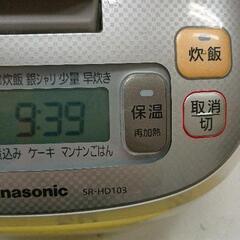 炊飯 銀シャリ 少量 早炊き
炊飯
9:39
保温
再加熱
取消
切
込み ケーキ マンナンごはん
nasonic
SR-HD103